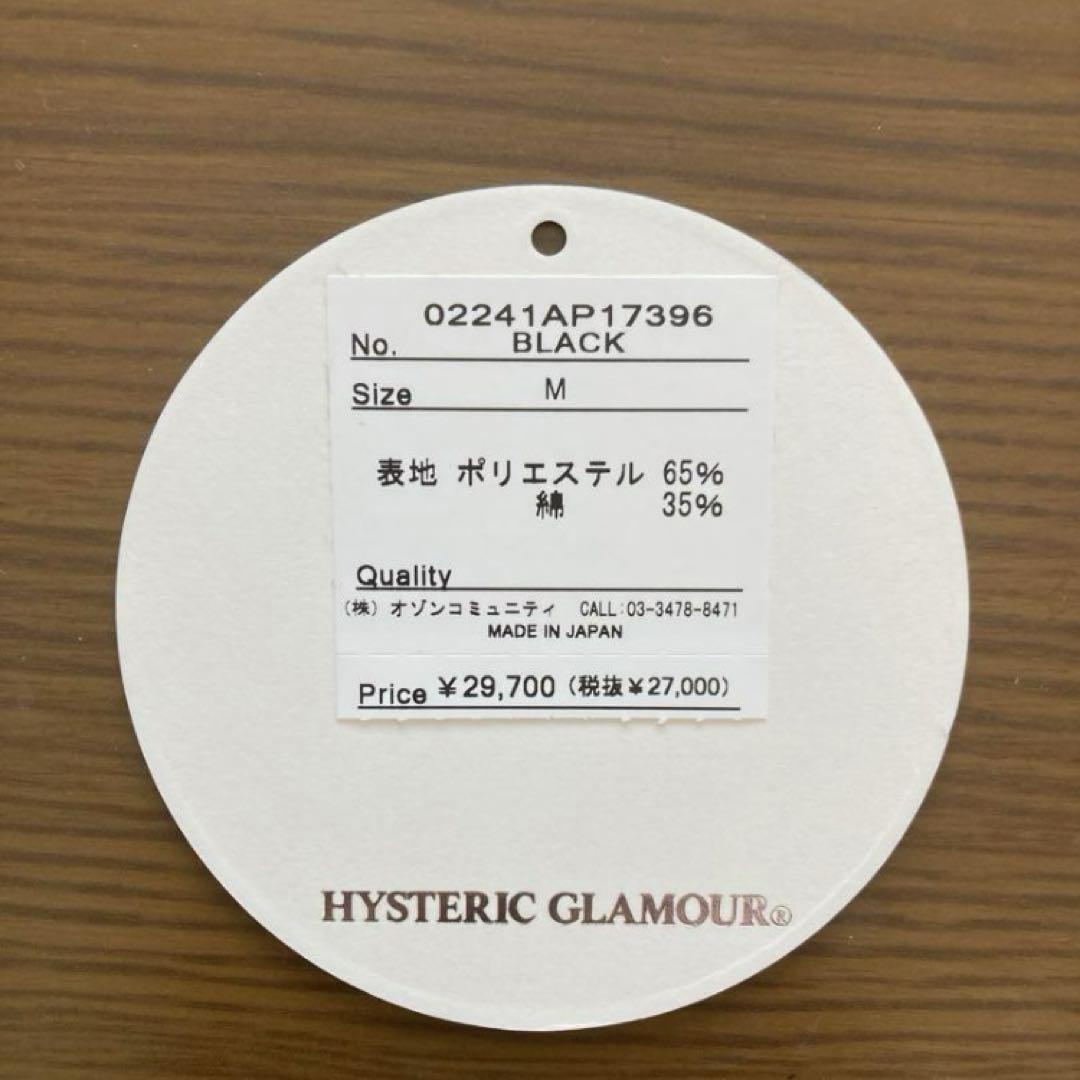 02241AP17396
No. BLACK
Size M
表地 ポリエステル 65%
綿 35%
Quality
(株) オゾンコミュニティ CALL:03-3478-8471
MADE IN JAPAN
Price ¥29,700 (税抜¥27,000)
HYSTERIC GLAMOUR®